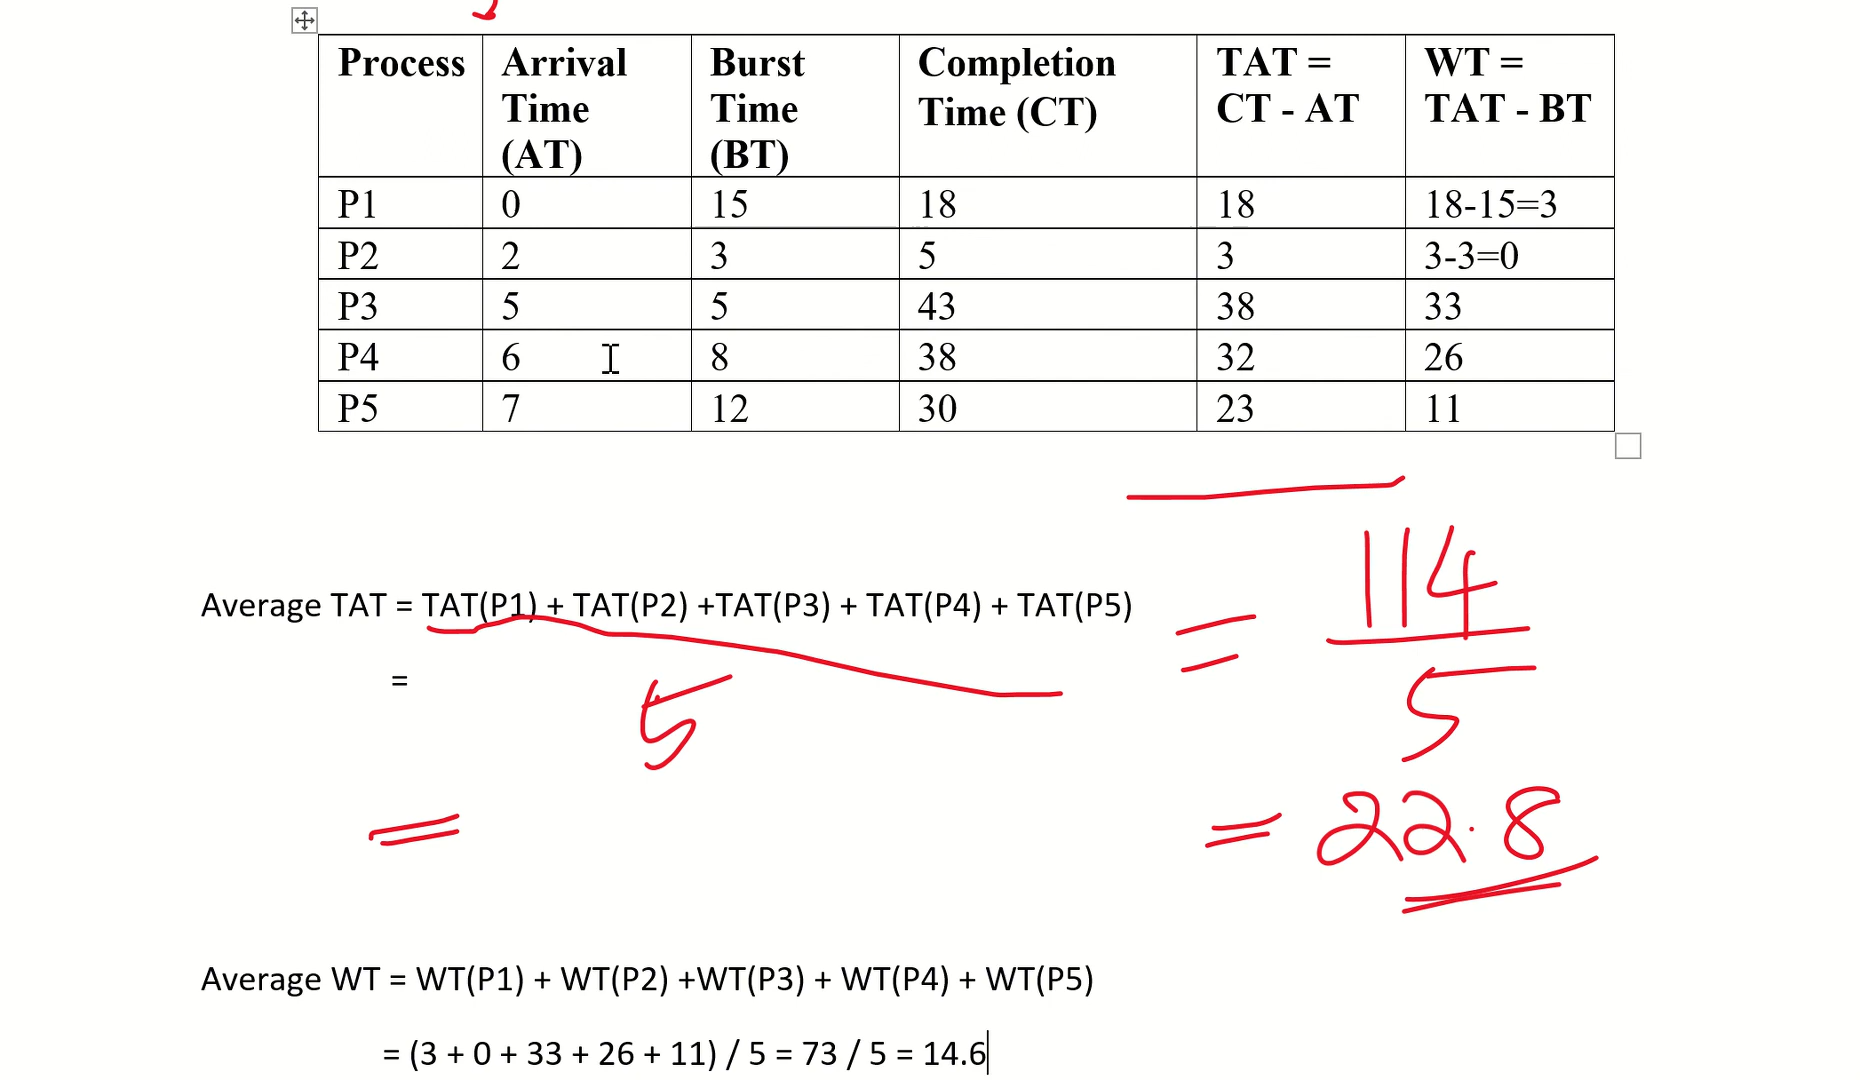 Process Arrival Time (AT) Burst Time (BT) Completion Time (CT) TAT = CT - AT WT = TAT - BT
P1 0 15 18 18 18-15=3
P2 2 3 5 3 3-3=0
P3 5 5 43 38 33
P4 6 8 38 32 26
P5 7 12 30 23 11
Average TAT = TAT(P1) + TAT(P2) +TAT(P3) + TAT(P4) + TAT(P5) = 114
= 5 5
= = 22.8
Average WT = WT(P1) + WT(P2) +WT(P3) + WT(P4) + WT(P5)
= (3 + 0 + 33 + 26 + 11) / 5 = 73 / 5 = 14.6